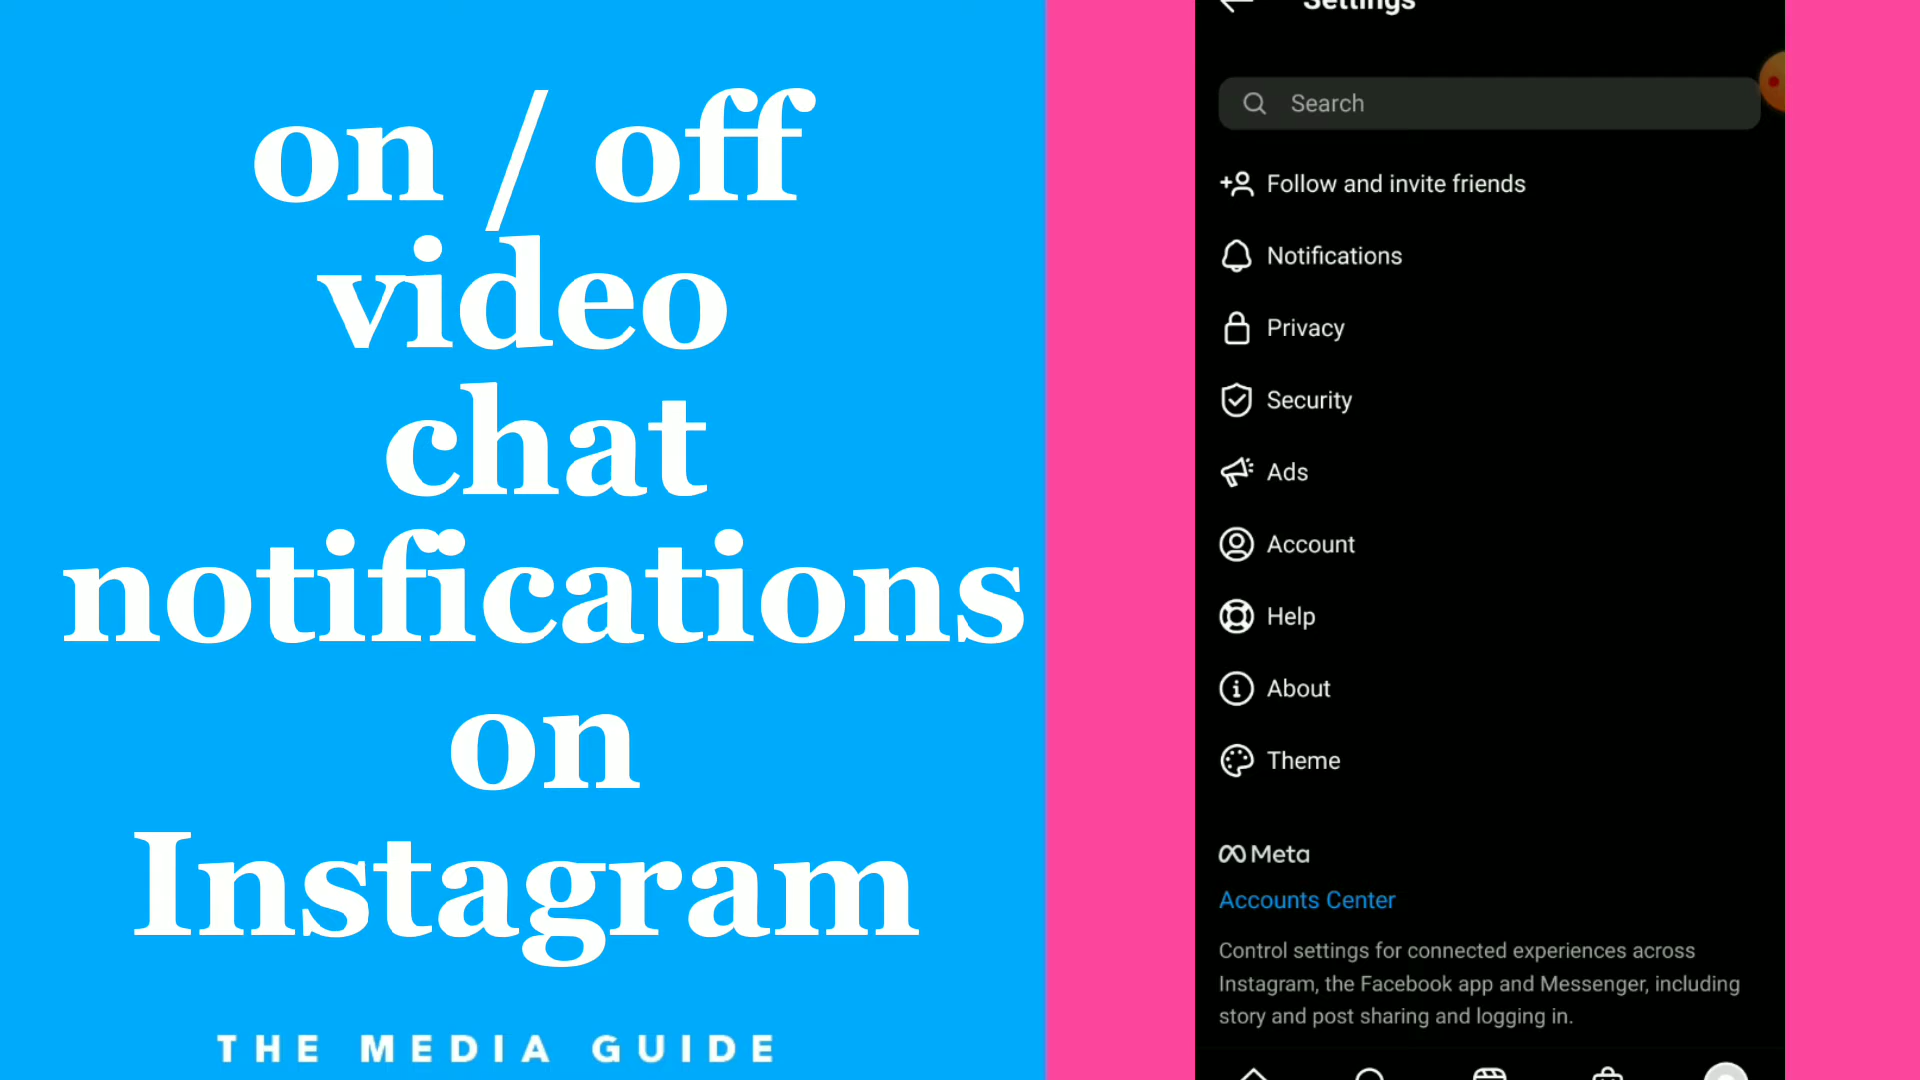 on / off
video
chat
notifications
on
Instagram
THE MEDIA GUIDE
Settings
Search
Follow and invite friends
Notifications
Privacy
Security
Ads
Account
Help
About
Theme
Meta
Accounts Center
Control settings for connected experiences across
Instagram, the Facebook app and Messenger, including
story and post sharing and logging in.